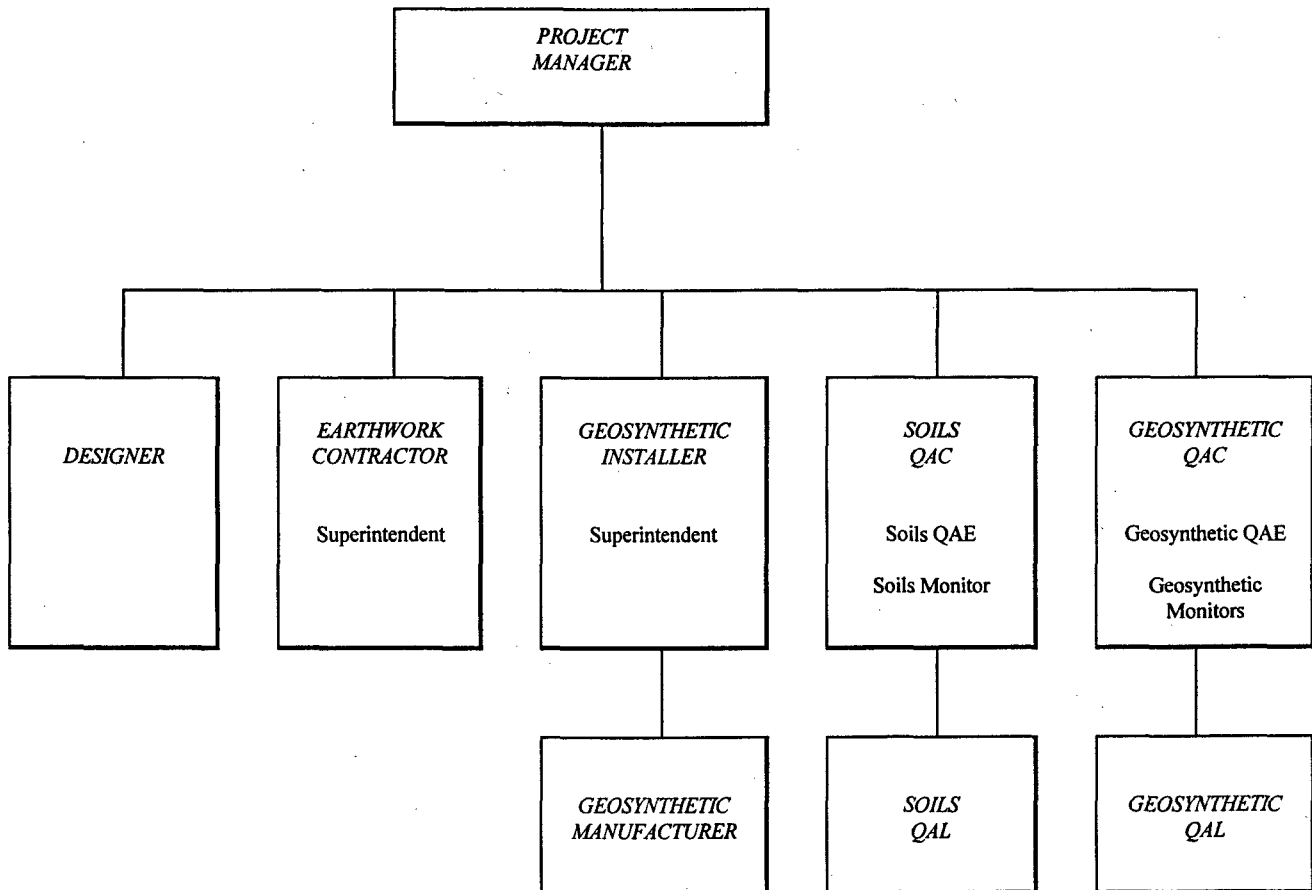 PROJECT
MANAGER
DESIGNER
EARTHWORK
CONTRACTOR
Superintendent
GEOSYNTHETIC
INSTALLER
Superintendent
SOILS
QAC
Soils QAE
Soils Monitor
GEOSYNTHETIC
QAC
Geosynthetic QAE
Geosynthetic
Monitors
GEOSYNTHETIC
MANUFACTURER
SOILS
QAL
GEOSYNTHETIC
QAL